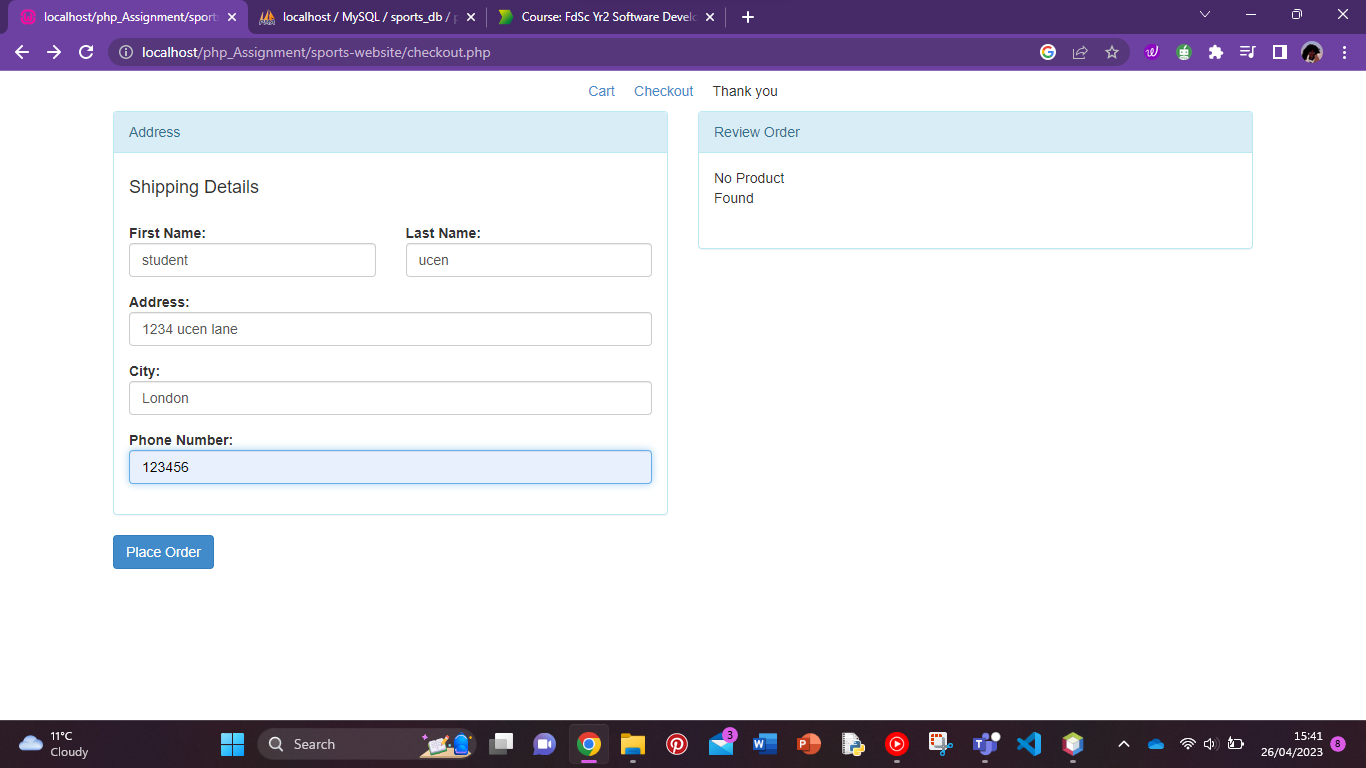 localhost/php_Assignment/sport
localhost / MySQL / sports_db / p
Course: FdSc Yr2 Software Develo
localhost/php_Assignment/sports-website/checkout.php
Cart Checkout Thank you
Address
Shipping Details
First Name:
Last Name:
student
ucen
Address:
1234 ucen lane
City:
London
Phone Number:
123456
Place Order
Review Order
No Product
Found
11°C
Cloudy
Search
3
15:41
26/04/2023
8